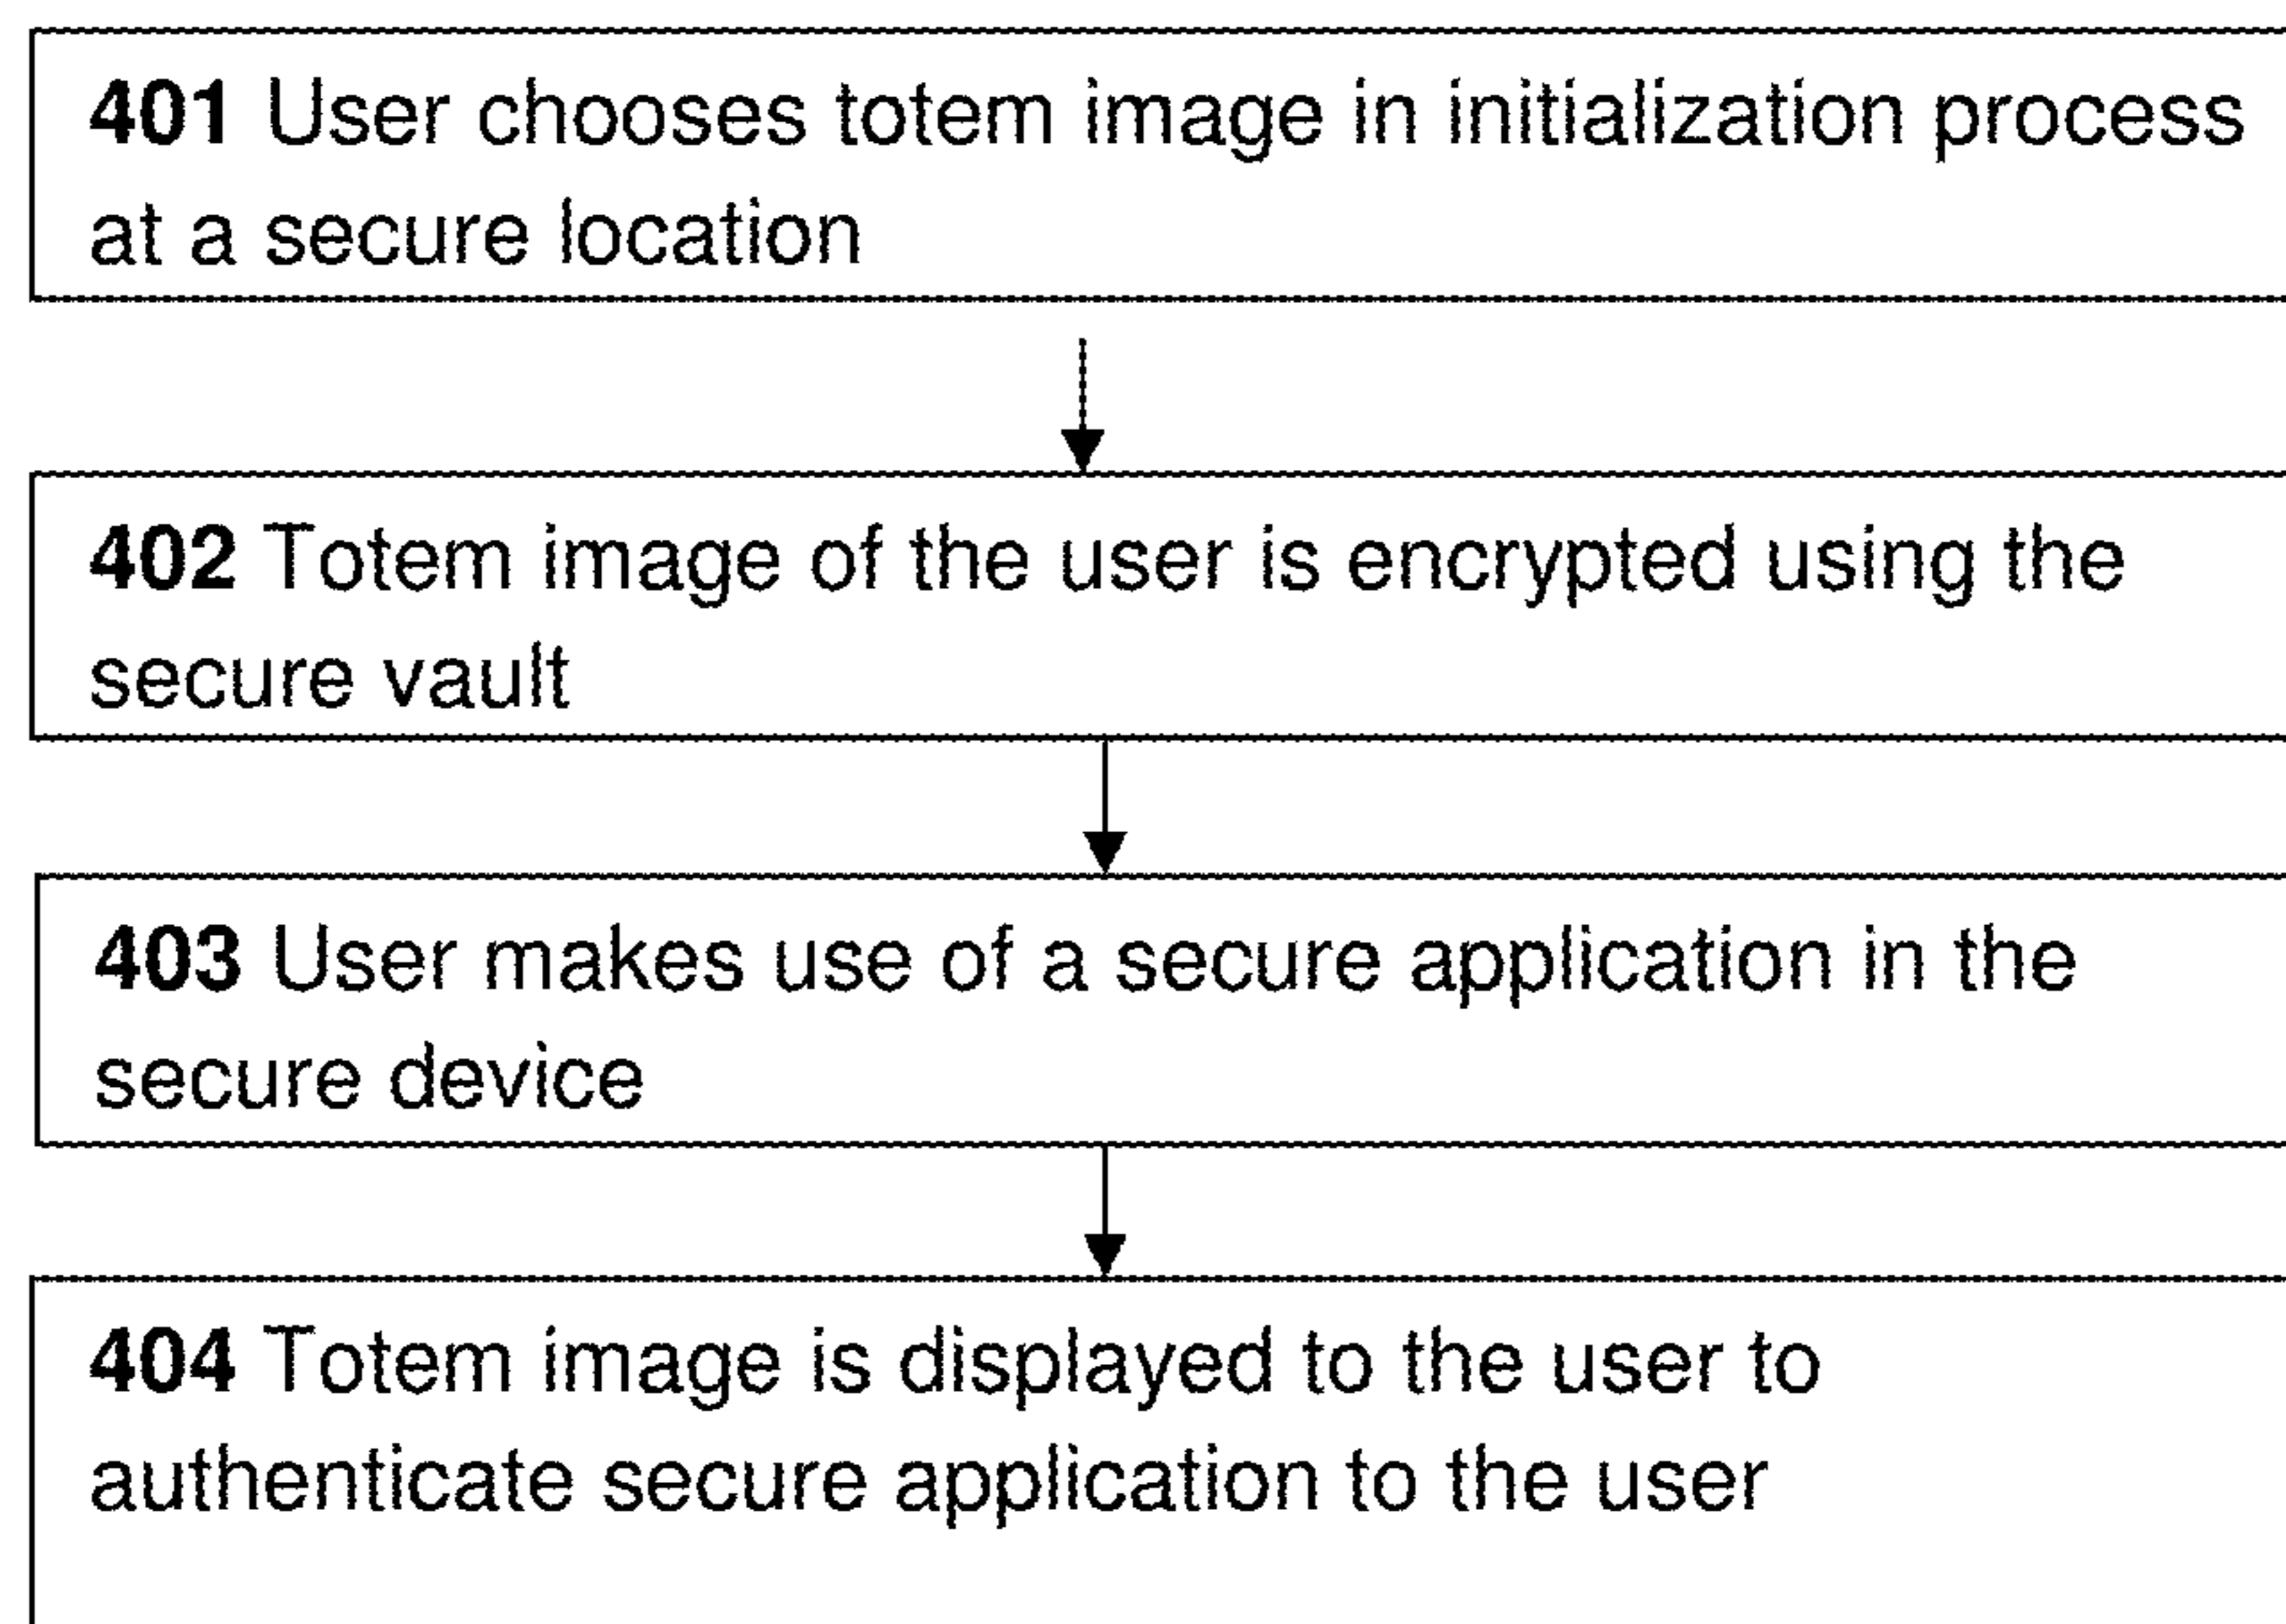 401 User chooses totem image in initialization process
at a secure location
402 Totem image of the user is encrypted using the
secure vault
403 User makes use of a secure application in the
secure device
404 Totem image is displayed to the user to
authenticate secure application to the user